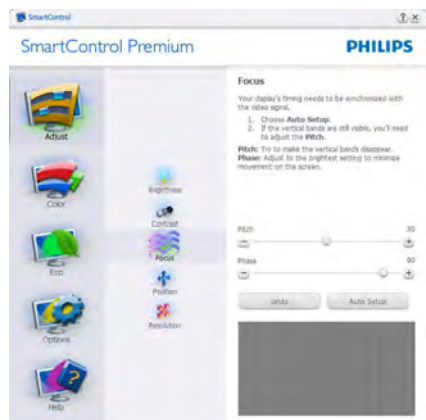 SmartControl
? x
SmartControl Premium
PHILIPS
Adjust
Color
Eco
Options
Help
Brightness
Contrast
Focus
Position
Resolution
Focus
Your display's timing needs to be synchronized with
the video signal.
1. Choose Auto Setup.
2. If the vertical bands are still visible, you'll need
to adjust the Pitch.
Pitch: Try to make the vertical bands disappear.
Phase: Adjust to the brightest setting to minimize
movement on the screen.
Pitch 50
Phase 90
Undo Auto Setup